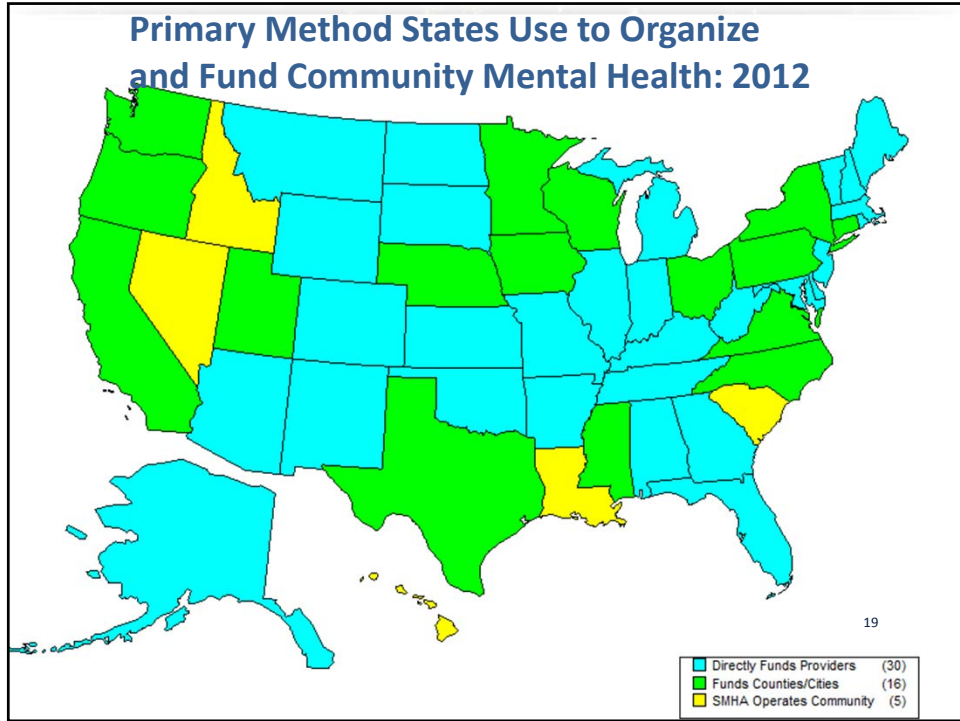 Primary Method States Use to Organize
and Fund Community Mental Health: 2012
19
Directly Funds Providers (30)
Funds Counties/Cities (16)
SMHA Operates Community (5)